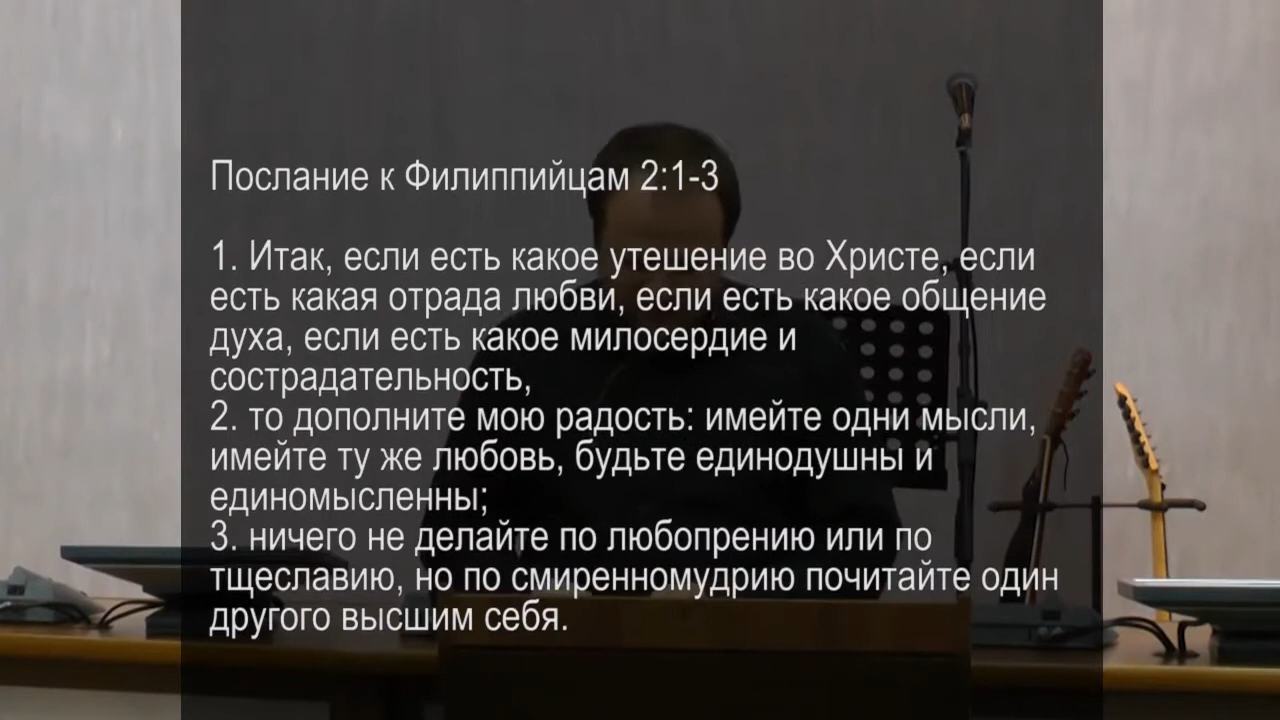 Послание к Филиппийцам 2:1-3
1. Итак, если есть какое утешение во Христе, если
есть какая отрада любви, если есть какое общение
духа, если есть какое милосердие и
сострадательность,
2. то дополните мою радость: имейте одни мысли,
имейте ту же любовь, будьте единодушны и
единомысленны;
3. ничего не делайте по любопрению или по
тщеславию, но по смиренномудрию почитайте один
другого высшим себя.